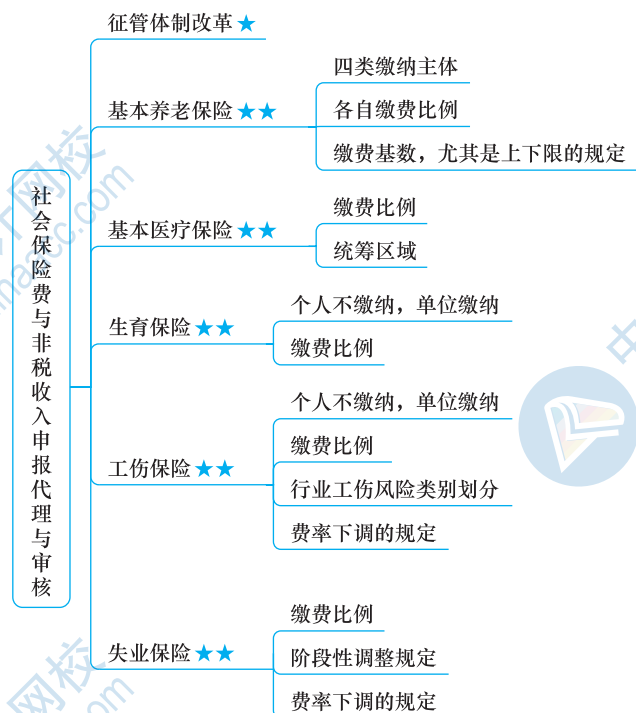 社会保险费与非税收入申报代理与审核
征管体制改革★
基本养老保险★★
四类缴纳主体
各自缴费比例
缴费基数，尤其是上下限的规定
基本医疗保险★★
缴费比例
统筹区域
生育保险★★
个人不缴纳，单位缴纳
缴费比例
工伤保险★★
个人不缴纳，单位缴纳
缴费比例
行业工伤风险类别划分
费率下调的规定
失业保险★★
缴费比例
阶段性调整规定
费率下调的规定
网校
网校